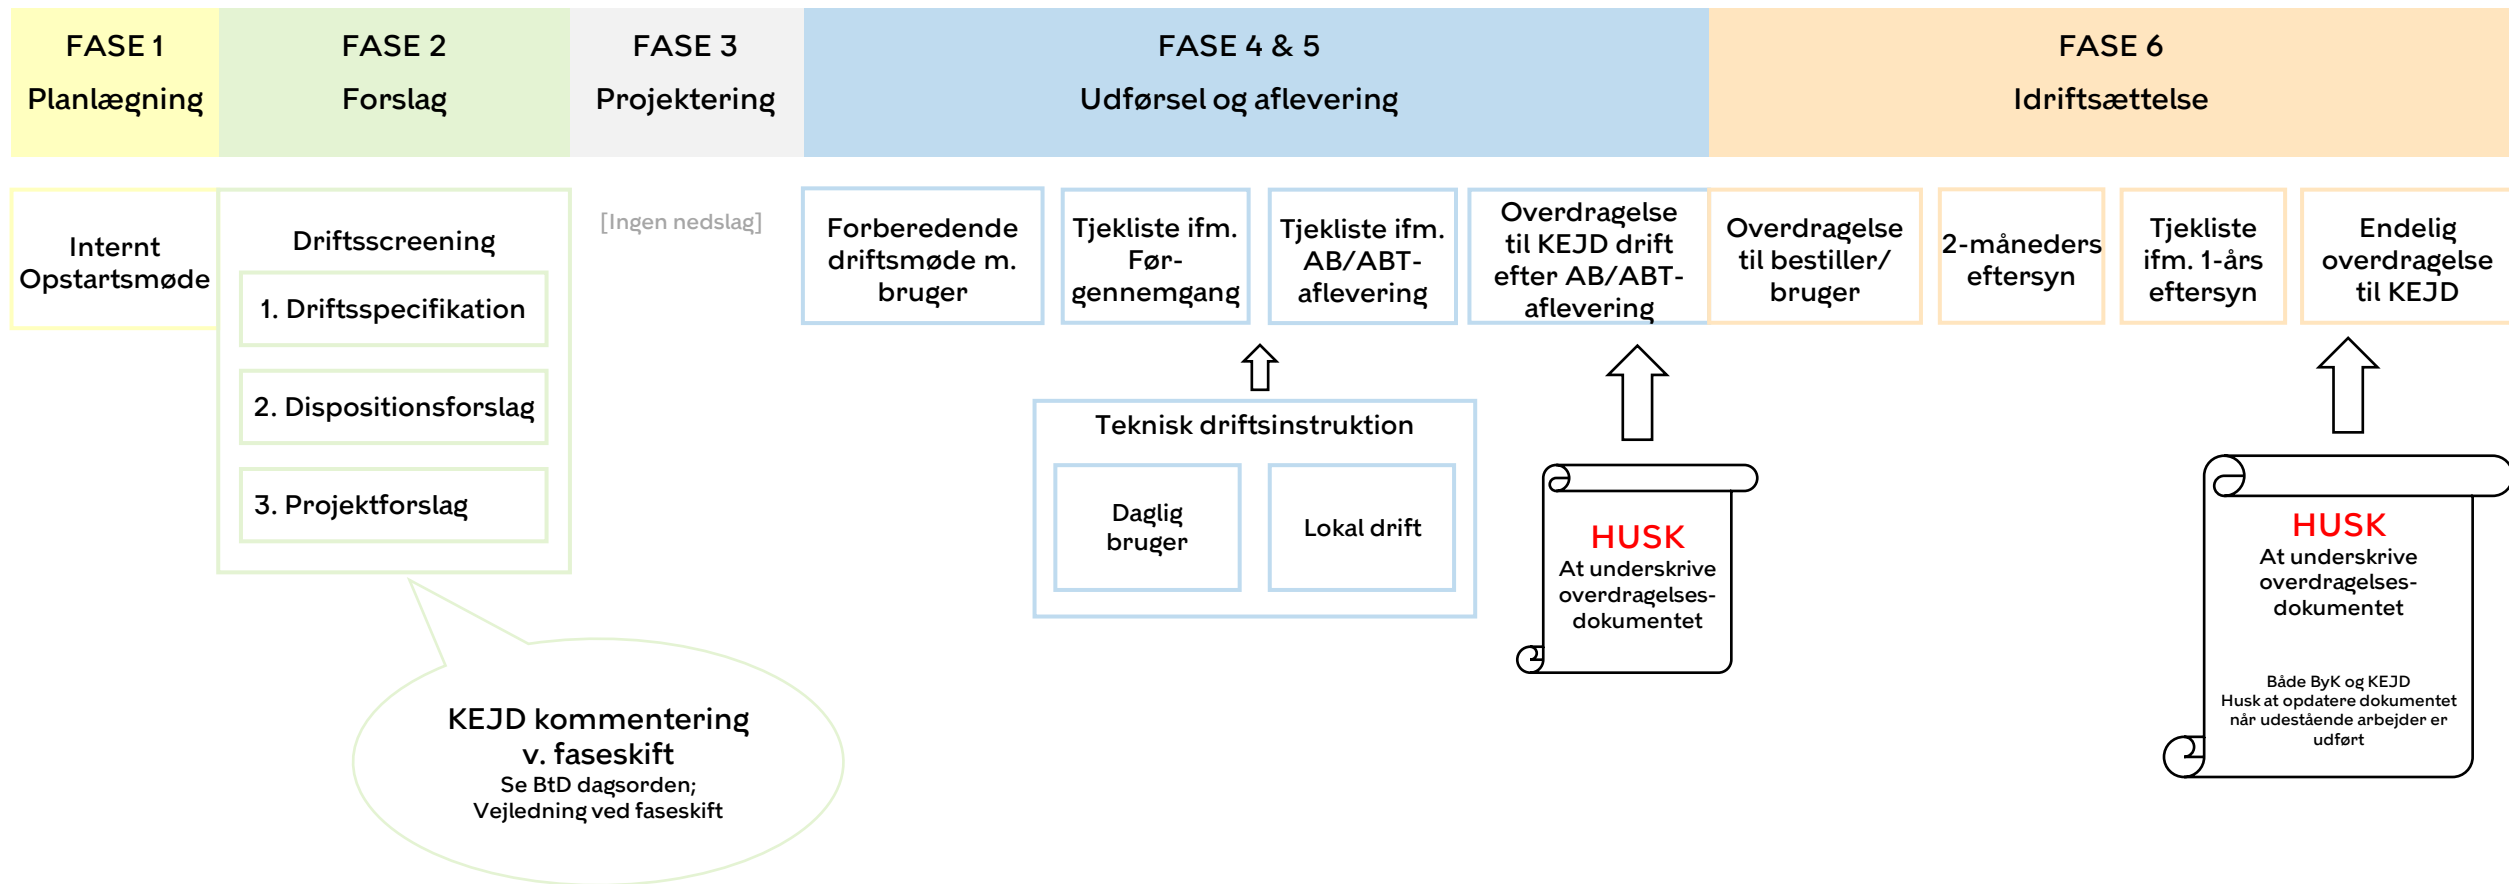 FASE 1
Planlægning
FASE 2
Forslag
FASE 3
Projektering
FASE 4 & 5
Udførsel og aflevering
FASE 6
Idriftsættelse
Internt
Opstartsmøde
Driftsscreening
1. Driftsspecifikation
2. Dispositionsforslag
3. Projektforslag
[Ingen nedslag]
Forberedende
driftsmøde m.
bruger
Tjekliste ifm.
Før-
gennemgang
Tjekliste ifm.
AB/ABT-
aflevering
Overdragelse
til KEJD drift
efter AB/ABT-
aflevering
Overdragelse
til bestiller/
bruger
2-måneders
eftersyn
Tjekliste
ifm. 1-års
eftersyn
Endelig
overdragelse
til KEJD
Teknisk driftsinstruktion
Daglig
bruger
Lokal drift
HUSK
At underskrive
overdragelses-
dokumentet
HUSK
At underskrive
overdragelses-
dokumentet
Både ByK og KEJD
Husk at opdatere dokumentet
når udestående arbejder er
udført
KEJD kommentering
v. faseskift
Se BtD dagsorden;
Vejledning ved faseskift